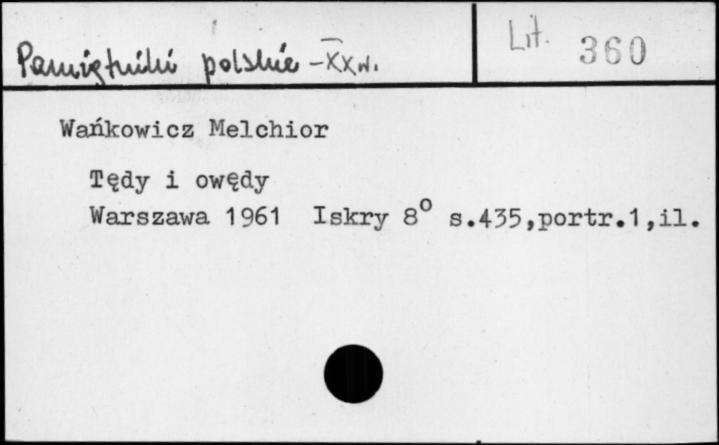 Pamiętniki polskie - XX w.
Lit. 360
Wańkowicz Melchior
Tędy i owędy
Warszawa 1961 Iskry 8° s.435,portr.1,il.